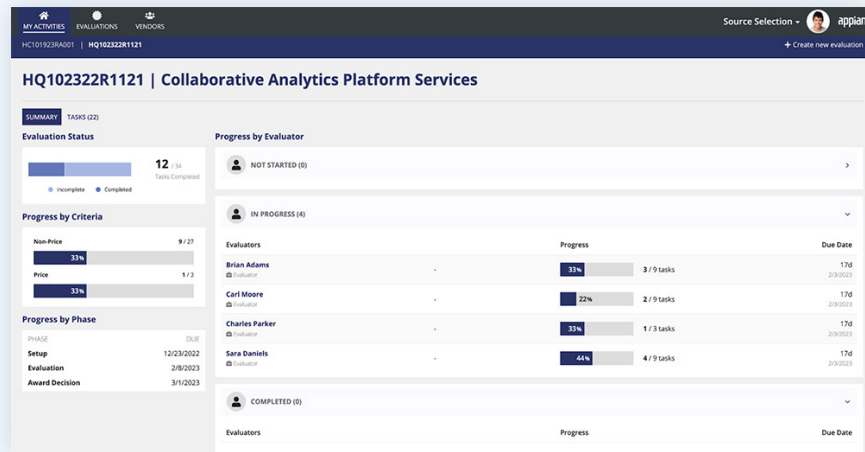 MY ACTIVITIES EVALUATIONS VENDORS Source Selection appian
HC101923RA001 | HQ102322R1121 + Create new evaluation
HQ102322R1121 | Collaborative Analytics Platform Services
SUMMARY TASKS (22)
Evaluation Status
12 / 34
Tasks Completed
Incomplete Completed
Progress by Criteria
Non-Price 9 / 27
33%
Price 1 / 3
33%
Progress by Phase
PHASE DUE
Setup 12/23/2022
Evaluation 2/8/2023
Award Decision 3/1/2023
Progress by Evaluator
NOT STARTED (0)
IN PROGRESS (4)
Evaluators Progress Due Date
Brian Adams - 33% 3 / 9 tasks 17d
Evaluator 2/9/2023
Carl Moore - 22% 2 / 9 tasks 17d
Evaluator 2/9/2023
Charles Parker - 33% 1 / 3 tasks 17d
Evaluator 2/9/2023
Sara Daniels - 44% 4 / 9 tasks 17d
Evaluator 2/9/2023
COMPLETED (0)
Evaluators Progress Due Date